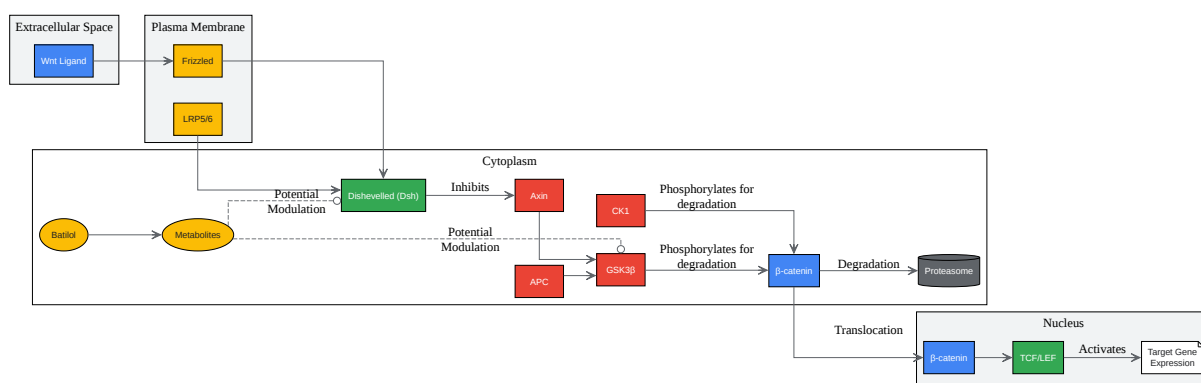 Extracellular Space
Plasma Membrane
Wnt Ligand
Frizzled
LRP5/6
Cytoplasm
Potential
Modulation
Dishevelled (Dsh)
Inhibits
Axin
CK1
Phosphorylates for
degradation
Batilol
Metabolites
Potential
Modulation
APC
GSK3β
Phosphorylates for
degradation
β-catenin
Degradation
Proteasome
Translocation
Nucleus
β-catenin
TCF/LEF
Activates
Target Gene
Expression